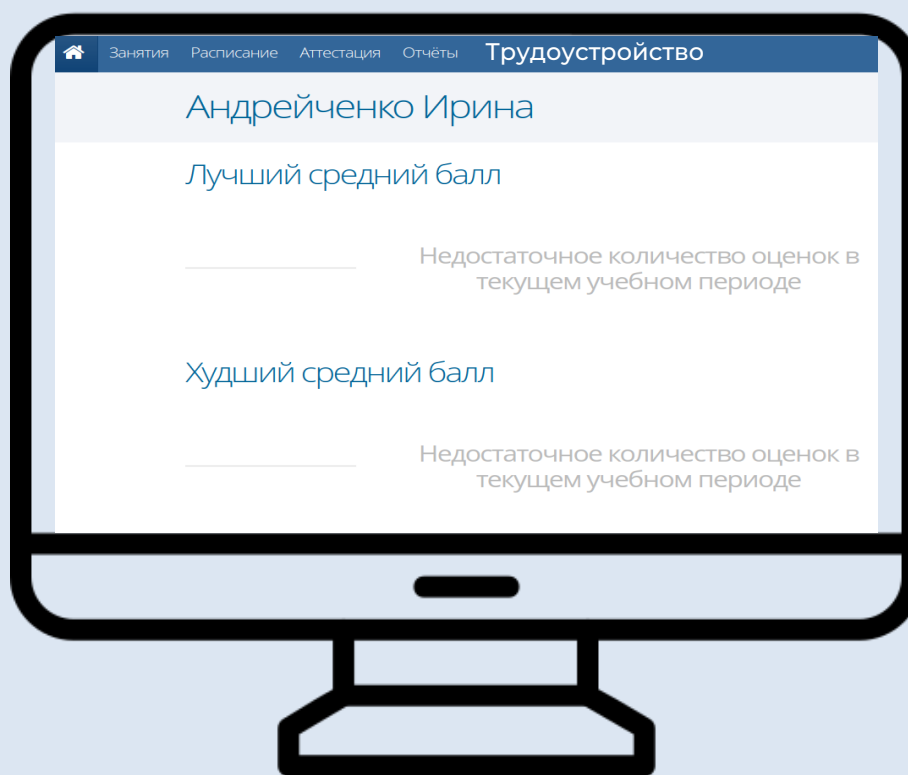 Занятия Расписание Аттестация Отчёты Трудоустройство
Андрейченко Ирина
Лучший средний балл
Недостаточное количество оценок в
текущем учебном периоде
Худший средний балл
Недостаточное количество оценок в
текущем учебном периоде